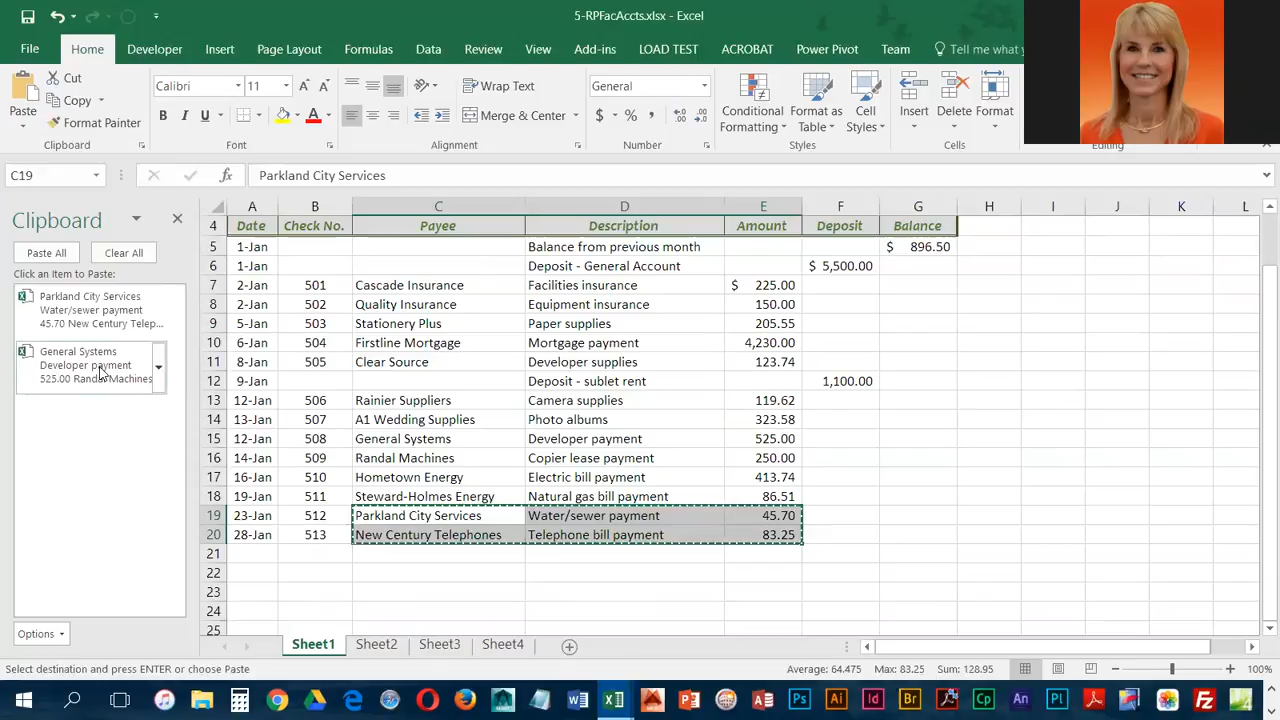 5-RPFacAccts.xlsx - Excel
File Home Developer Insert Page Layout Formulas Data Review View Add-ins LOAD TEST ACROBAT Power Pivot Team Tell me what you
Paste
Cut
Copy
Format Painter
Calibri 11
B I U
Wrap Text
Merge & Center
General
$ % ,
Conditional Formatting
Format as Table
Cell Styles
Insert Delete Format
Clipboard Font Alignment Number Styles Cells Editing
C19 fx Parkland City Services
Clipboard
Paste All Clear All
Click an Item to Paste:
Parkland City Services
Water/sewer payment
45.70 New Century Telep...
General Systems
Developer payment
525.00 Randal Machines
Options
A B C D E F G H I J K L
4 Date Check No. Payee Description Amount Deposit Balance
5 1-Jan Balance from previous month $ 896.50
6 1-Jan Deposit - General Account $ 5,500.00
7 2-Jan 501 Cascade Insurance Facilities insurance $ 225.00
8 2-Jan 502 Quality Insurance Equipment insurance 150.00
9 5-Jan 503 Stationery Plus Paper supplies 205.55
10 6-Jan 504 Firstline Mortgage Mortgage payment 4,230.00
11 8-Jan 505 Clear Source Developer supplies 123.74
12 9-Jan Deposit - sublet rent 1,100.00
13 12-Jan 506 Rainier Suppliers Camera supplies 119.62
14 13-Jan 507 A1 Wedding Supplies Photo albums 323.58
15 12-Jan 508 General Systems Developer payment 525.00
16 14-Jan 509 Randal Machines Copier lease payment 250.00
17 16-Jan 510 Hometown Energy Electric bill payment 413.74
18 19-Jan 511 Steward-Holmes Energy Natural gas bill payment 86.51
19 23-Jan 512 Parkland City Services Water/sewer payment 45.70
20 28-Jan 513 New Century Telephones Telephone bill payment 83.25
21
22
23
24
25
Sheet1 Sheet2 Sheet3 Sheet4
Select destination and press ENTER or choose Paste Average: 64.475 Max: 83.25 Sum: 128.95 100%
Ps Ai Id Br Cp An Pl Fz